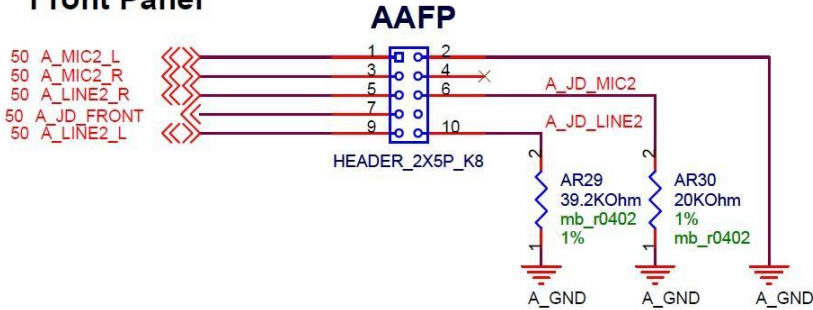 Front Panel
AAFP
50 A_MIC2_L 1 2
50 A_MIC2_R 3 4
50 A_LINE2_R 5 6 A_JD_MIC2
50 A_JD_FRONT 7
50 A_LINE2_L 9 10 A_JD_LINE2
HEADER_2X5P_K8
2 2
AR29 AR30
39.2KOhm 20KOhm
mb_r0402 1%
1% mb_r0402
1 1
A_GND A_GND A_GND